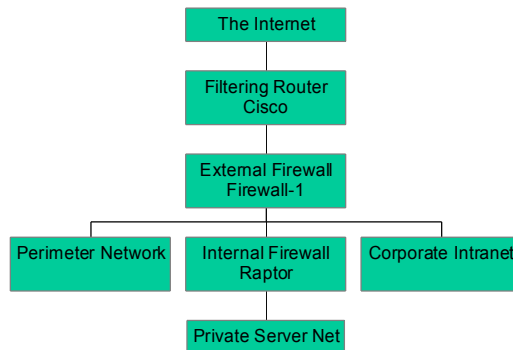 The Internet
Filtering Router
Cisco
External Firewall
Firewall-1
Perimeter Network
Internal Firewall
Raptor
Corporate Intranet
Private Server Net